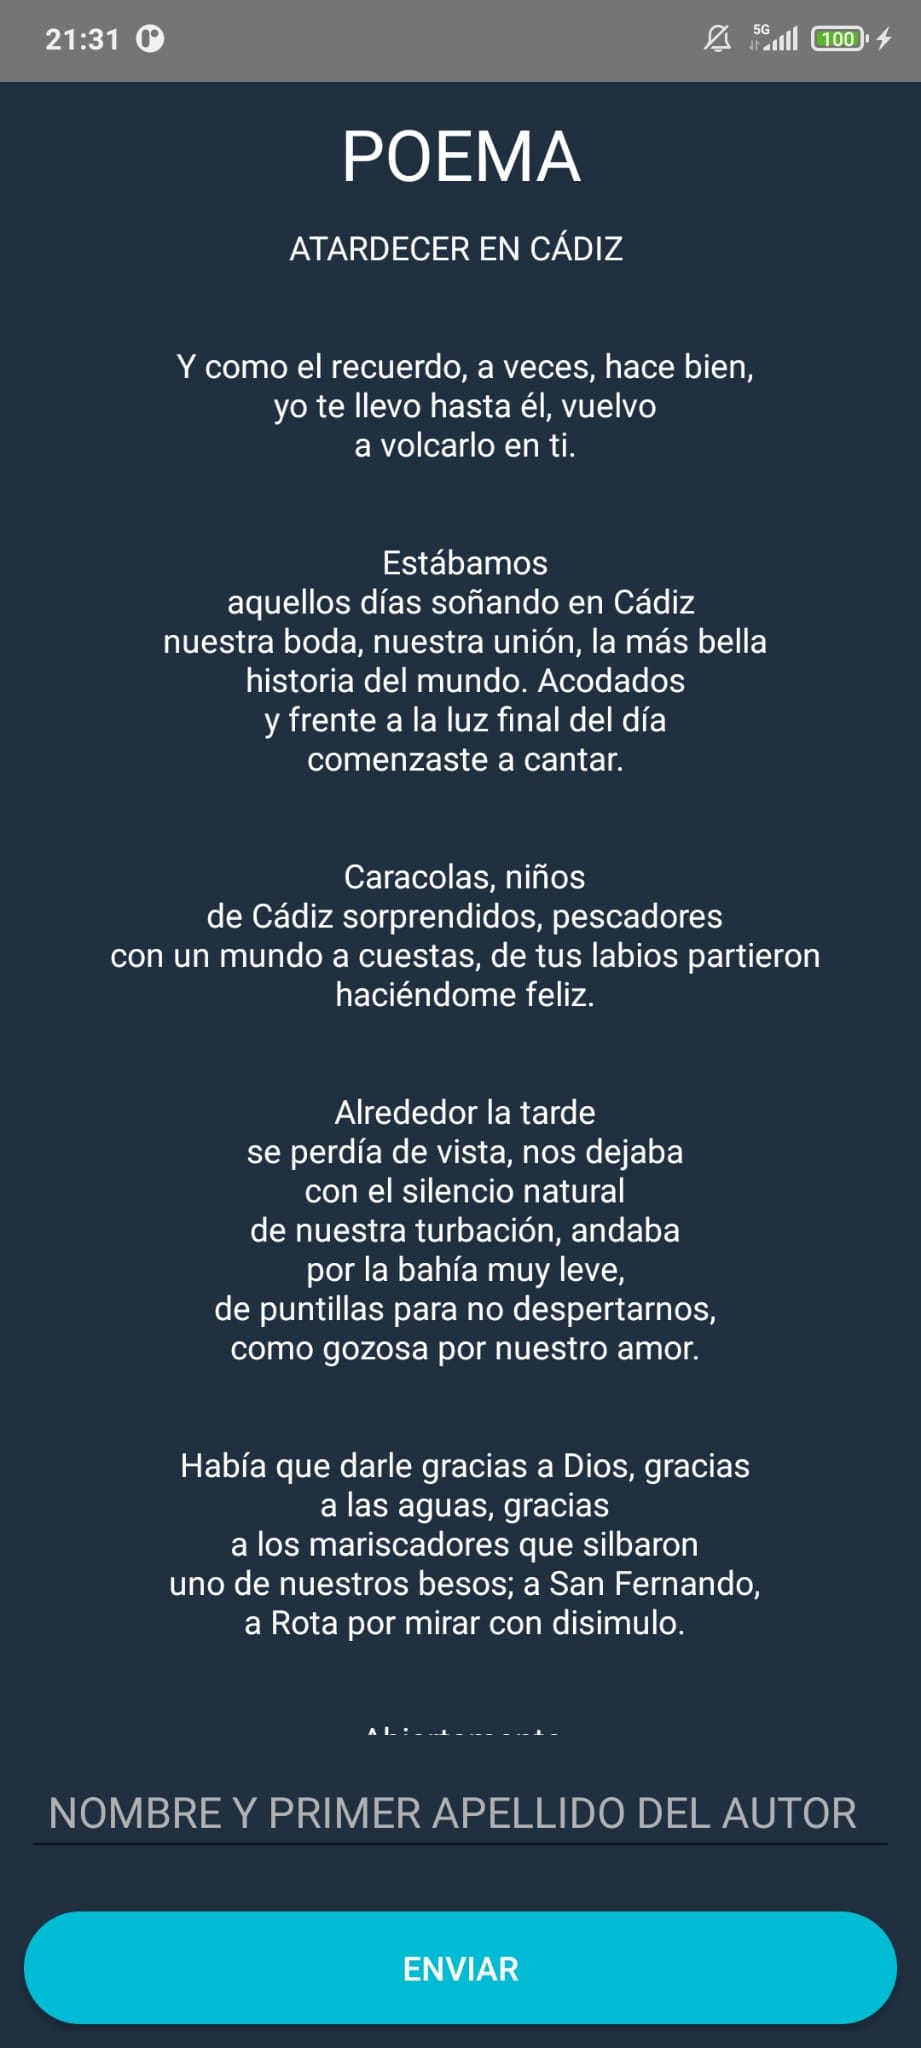 21:31
5G
100
POEMA
ATARDECER EN CÁDIZ
Y como el recuerdo, a veces, hace bien,
yo te llevo hasta él, vuelvo
a volcarlo en ti.
Estábamos
aquellos días soñando en Cádiz
nuestra boda, nuestra unión, la más bella
historia del mundo. Acodados
y frente a la luz final del día
comenzaste a cantar.
Caracolas, niños
de Cádiz sorprendidos, pescadores
con un mundo a cuestas, de tus labios partieron
haciéndome feliz.
Alrededor la tarde
se perdía de vista, nos dejaba
con el silencio natural
de nuestra turbación, andaba
por la bahía muy leve,
de puntillas para no despertarnos,
como gozosa por nuestro amor.
Había que darle gracias a Dios, gracias
a las aguas, gracias
a los mariscadores que silbaron
uno de nuestros besos; a San Fernando,
a Rota por mirar con disimulo.
Abiertamente
NOMBRE Y PRIMER APELLIDO DEL AUTOR
ENVIAR